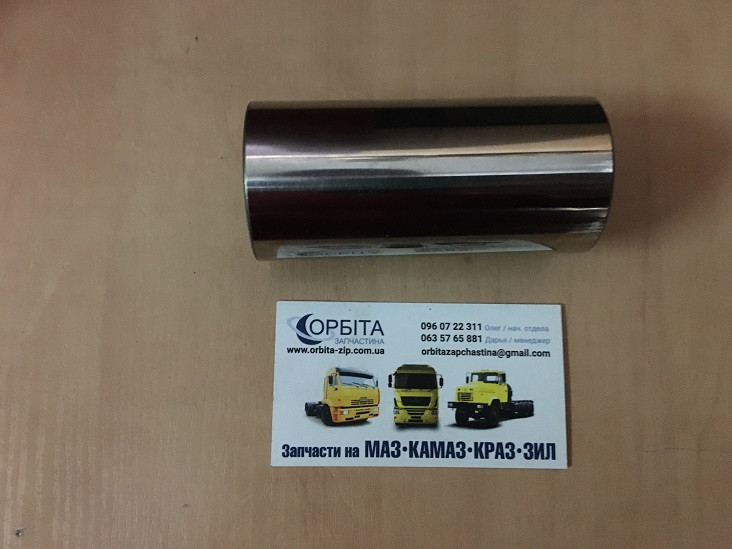 ОРБІТА
ЗАПЧАСТИНА
www.orbita-zip.com.ua
096 07 22 311 Олег / нач. отдела
063 57 65 881 Дарья / менеджер
orbitazapchastina@gmail.com
Запчасти на МАЗ•КАМАЗ•КРАЗ•ЗИЛ